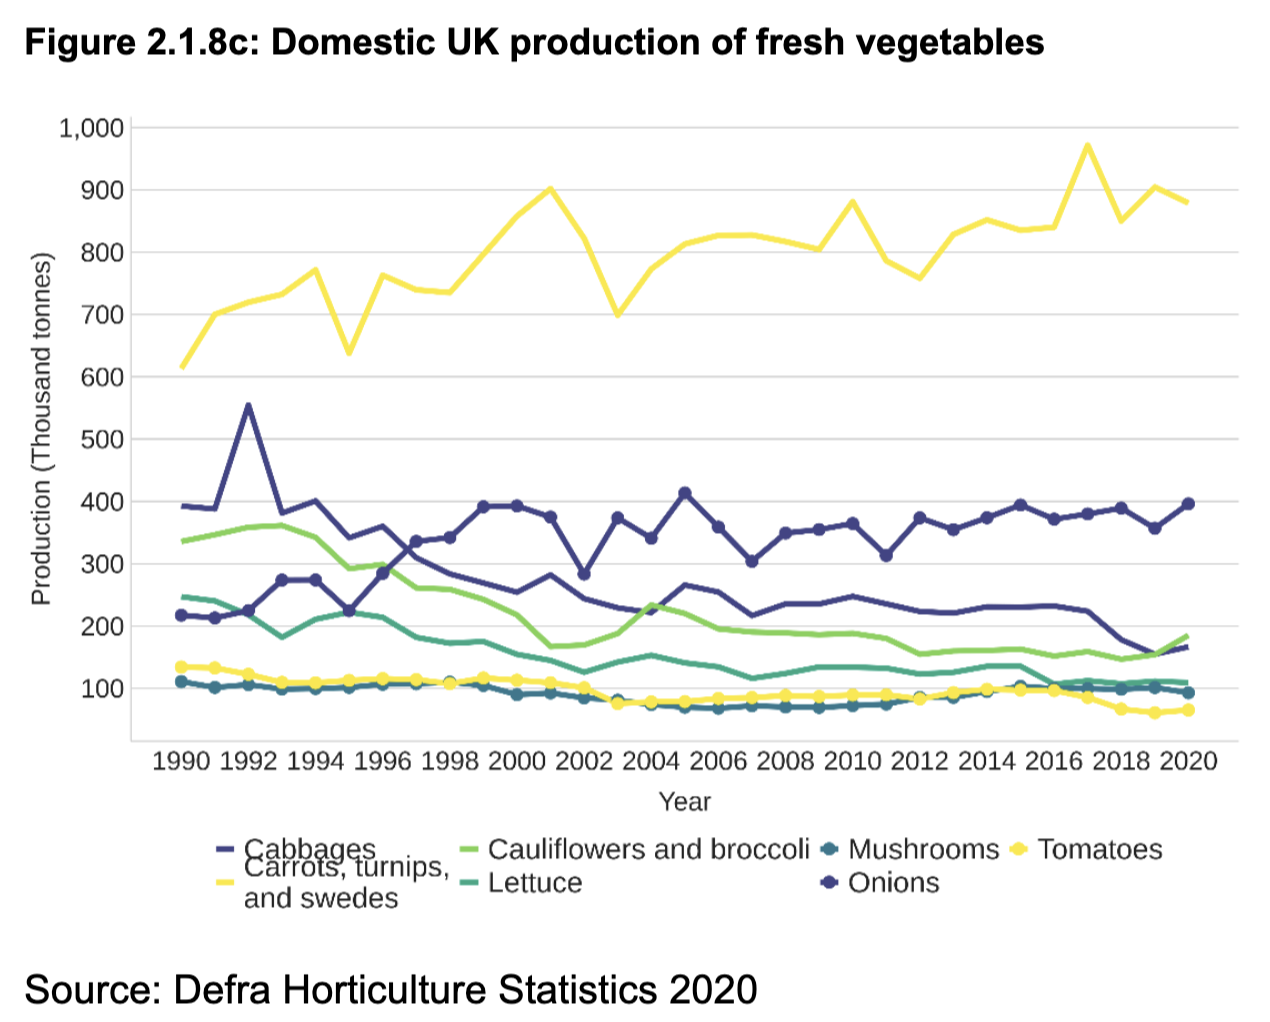 Figure 2.1.8c: Domestic UK production of fresh vegetables
1,000
900
800
700
600
500
400
300
200
100
Production (Thousand tonnes)
1990 1992 1994 1996 1998 2000 2002 2004 2006 2008 2010 2012 2014 2016 2018 2020
Year
Cabbages
Carrots, turnips,
and swedes
Cauliflowers and broccoli
Lettuce
Mushrooms
Onions
Tomatoes
Source: Defra Horticulture Statistics 2020